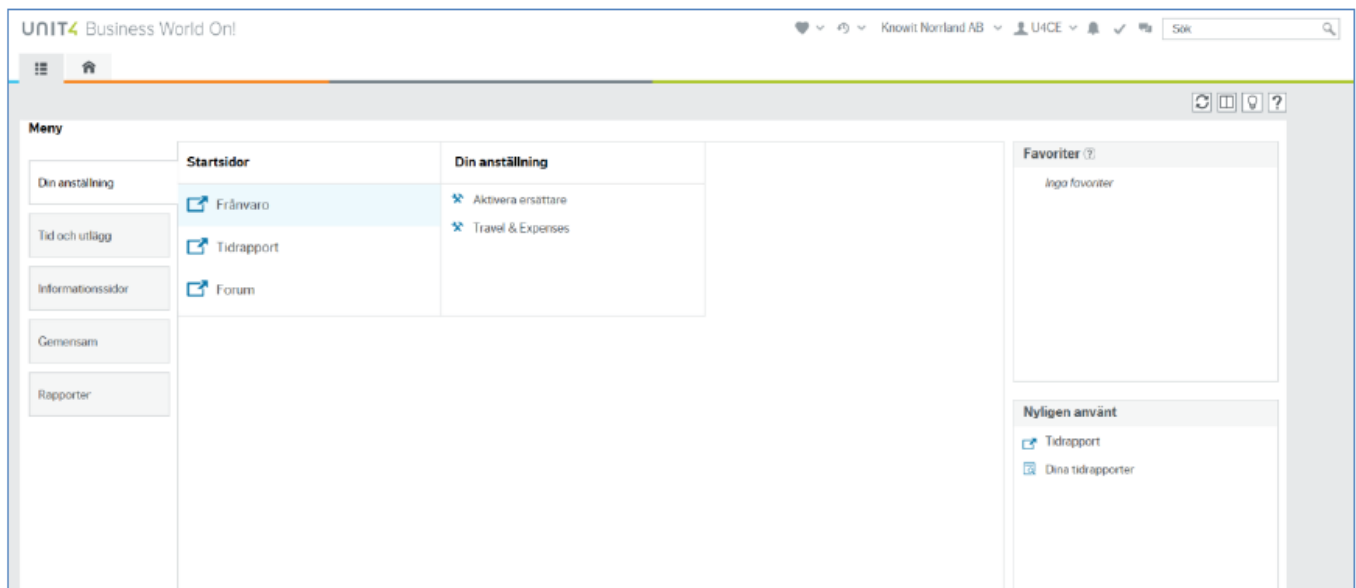 UNIT4 Business World On!
Knowit Norrland AB
U4CE
Sök
Meny
Din anställning
Tid och utlägg
Informationssidor
Gemensam
Rapporter
Startsidor
Frånvaro
Tidrapport
Forum
Din anställning
Aktivera ersättare
Travel & Expenses
Favoriter ?
Inga favoriter
Nyligen använt
Tidrapport
Dina tidrapporter